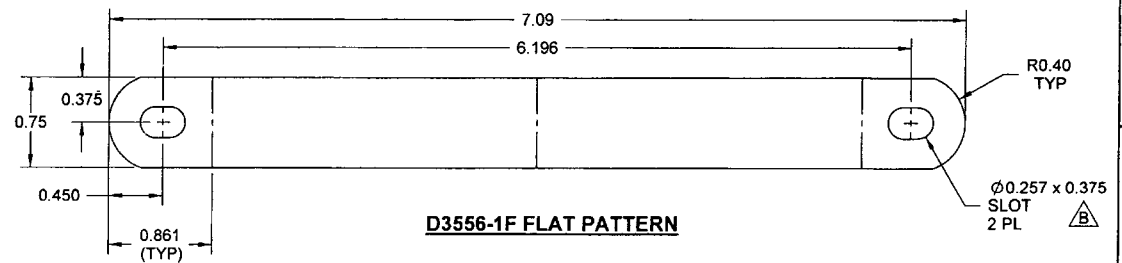 7.09
6.196
R0.40
TYP
0.375
0.75
0.450
0.861
(TYP)
Ø0.257 x 0.375
SLOT
2 PL
B
D3556-1F FLAT PATTERN